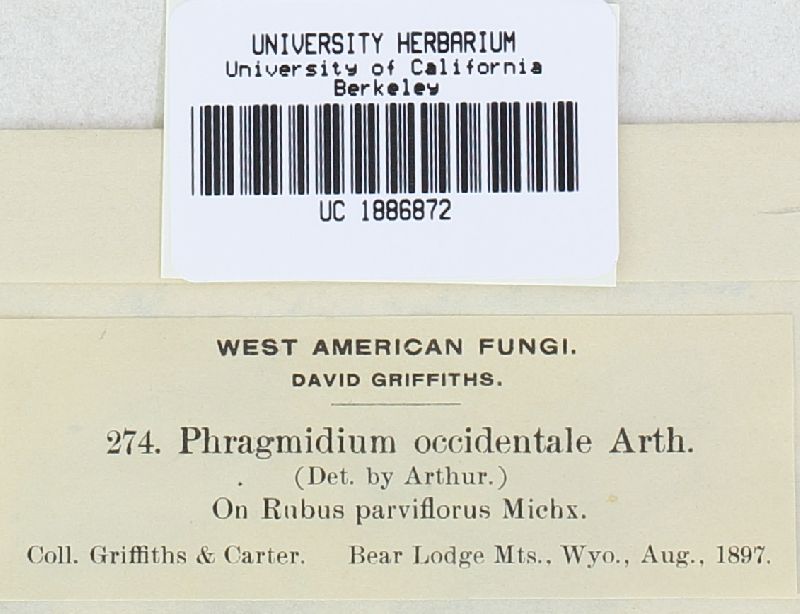 UNIVERSITY HERBARIUM
University of California
Berkeley
UC 1886872
WEST AMERICAN FUNGI.
DAVID GRIFFITHS.
274. Phragmidium occidentale Arth.
(Det. by Arthur.)
On Rubus parviflorus Michx.
Coll. Griffiths & Carter. Bear Lodge Mts., Wyo., Aug., 1897.